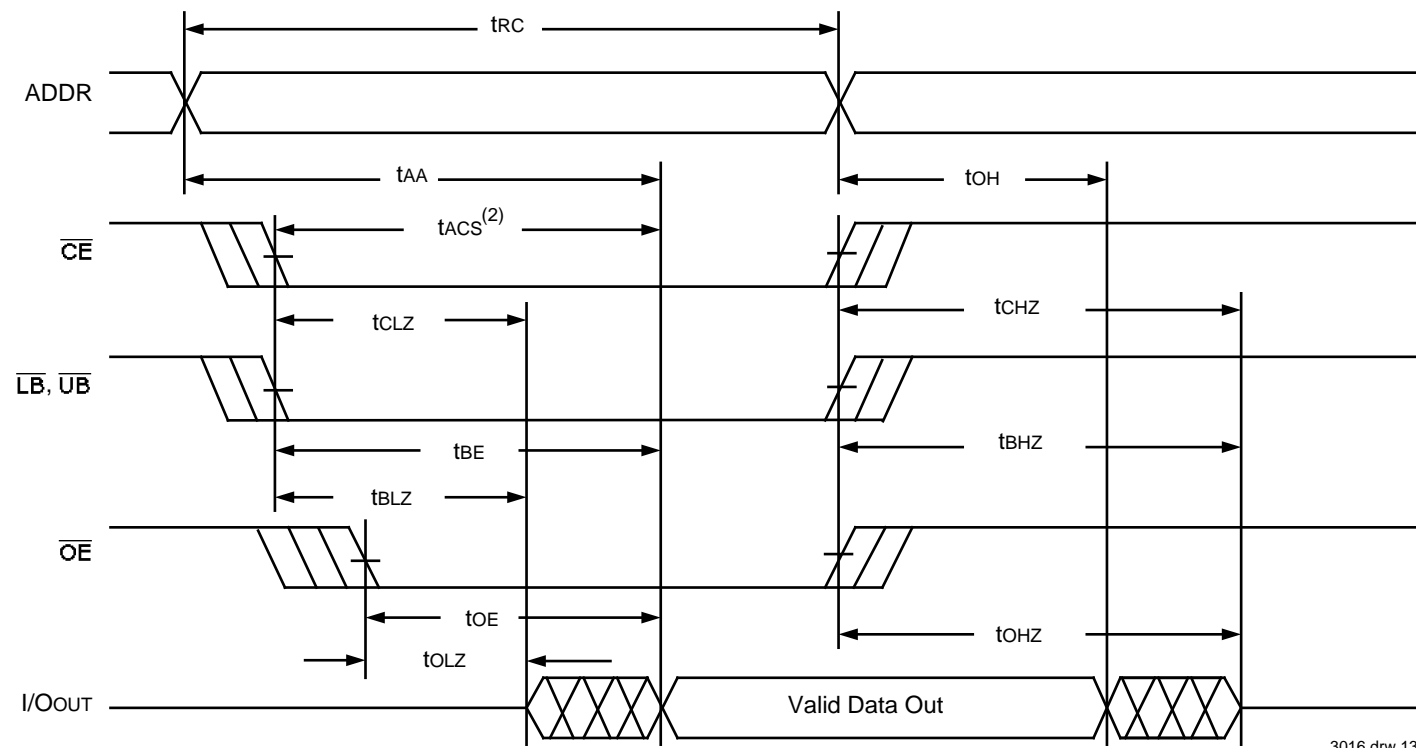 tRC
ADDR
tAA
tOH
tACS(2)
CE
tCLZ
tCHZ
LB, UB
tBE
tBHZ
tBLZ
OE
tOE
tOHZ
tOLZ
I/OOUT
Valid Data Out
3016 drw 13